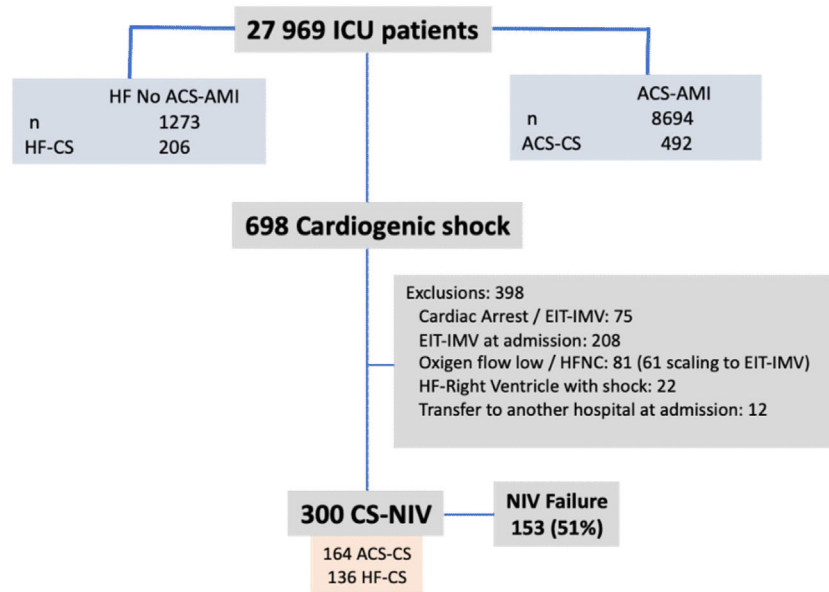 27 969 ICU patients
HF No ACS-AMI
n 1273
HF-CS 206
ACS-AMI
n 8694
ACS-CS 492
698 Cardiogenic shock
Exclusions: 398
Cardiac Arrest / EIT-IMV: 75
EIT-IMV at admission: 208
Oxigen flow low / HFNC: 81 (61 scaling to EIT-IMV)
HF-Right Ventricle with shock: 22
Transfer to another hospital at admission: 12
300 CS-NIV
NIV Failure
153 (51%)
164 ACS-CS
136 HF-CS